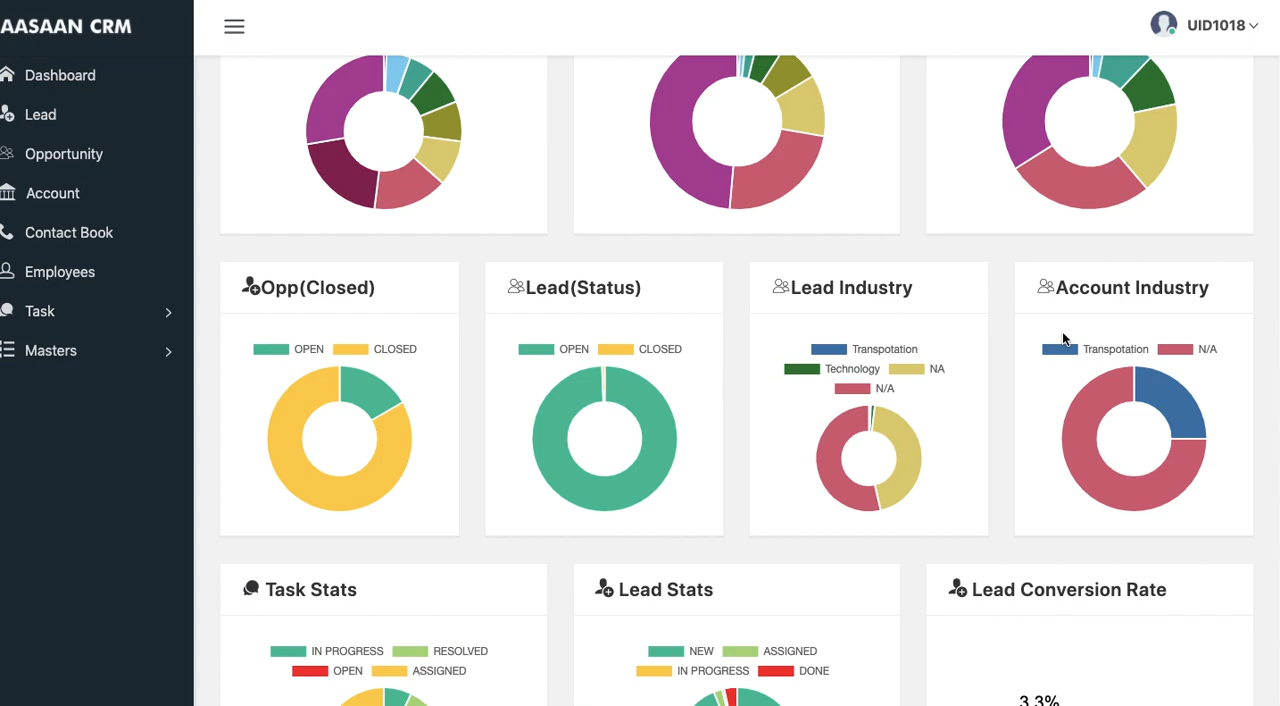 AASAAN CRM
UID1018
Dashboard
Lead
Opportunity
Account
Contact Book
Employees
Task
Masters
Opp(Closed)
OPEN CLOSED
Lead(Status)
OPEN CLOSED
Lead Industry
Transpotation
Technology NA
N/A
Account Industry
Transpotation N/A
Task Stats
IN PROGRESS RESOLVED
OPEN ASSIGNED
Lead Stats
NEW ASSIGNED
IN PROGRESS DONE
Lead Conversion Rate
3.3%